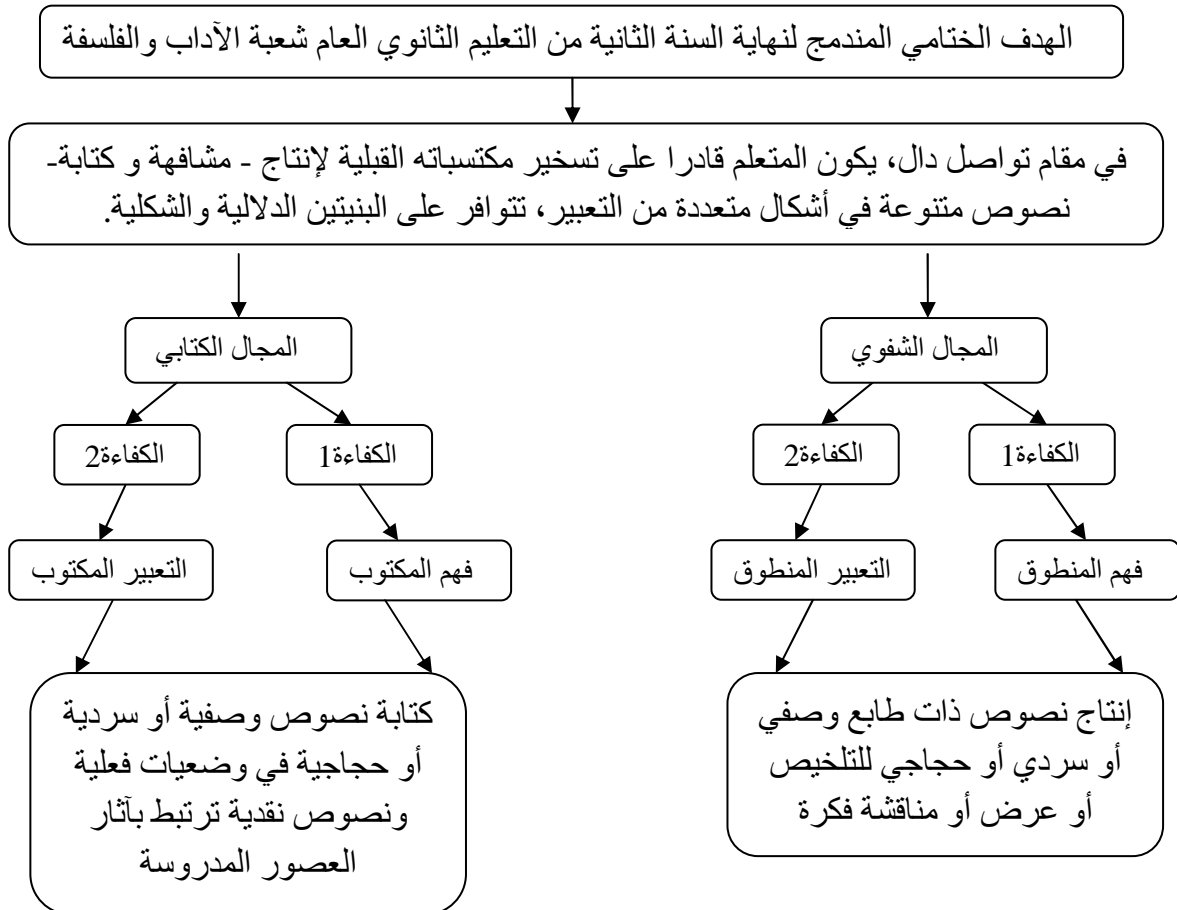 الهدف الختامي المندمج لنهاية السنة الثانية من التعليم الثانوي العام شعبة الآداب والفلسفة
في مقام تواصل دال، يكون المتعلم قادرا على تسخير مكتسباته القبلية لإنتاج - مشافهة و كتابة-
نصوص متنوعة في أشكال متعددة من التعبير، تتوافر على البنيتين الدلالية والشكلية.
المجال الشفوي
المجال الكتابي
الكفاءة1
الكفاءة2
الكفاءة1
الكفاءة2
فهم المنطوق
التعبير المنطوق
فهم المكتوب
التعبير المكتوب
إنتاج نصوص ذات طابع وصفي
أو سردي أو حجاجي للتلخيص
أو عرض أو مناقشة فكرة
كتابة نصوص وصفية أو سردية
أو حجاجية في وضعيات فعلية
ونصوص نقدية ترتبط بآثار
العصور المدروسة